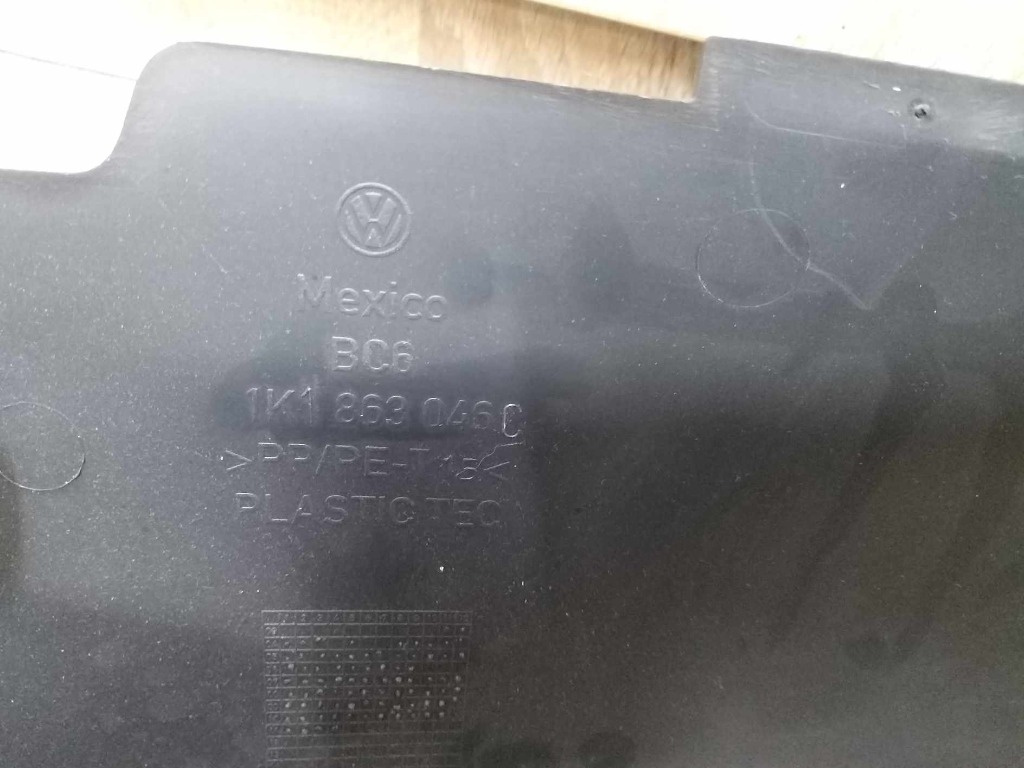 Mexico
BC6
1K1 863 046 C
>PP/PE-T 15<
PLASTIC TEC